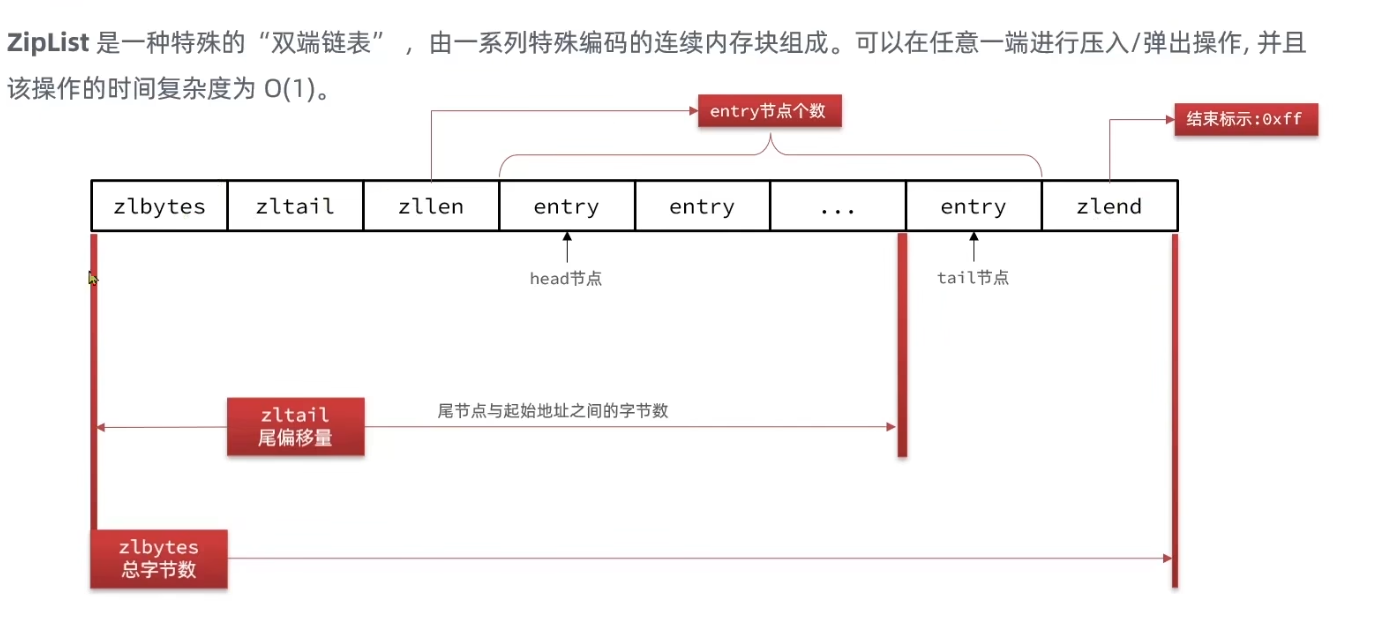 ZipList 是一种特殊的“双端链表” ，由一系列特殊编码的连续内存块组成。可以在任意一端进行压入/弹出操作, 并且
该操作的时间复杂度为 O(1)。
entry节点个数
结束标示:0xff
zlbytes zltail zllen entry entry ... entry zlend
head节点
tail节点
zltail
尾偏移量
尾节点与起始地址之间的字节数
zlbytes
总字节数